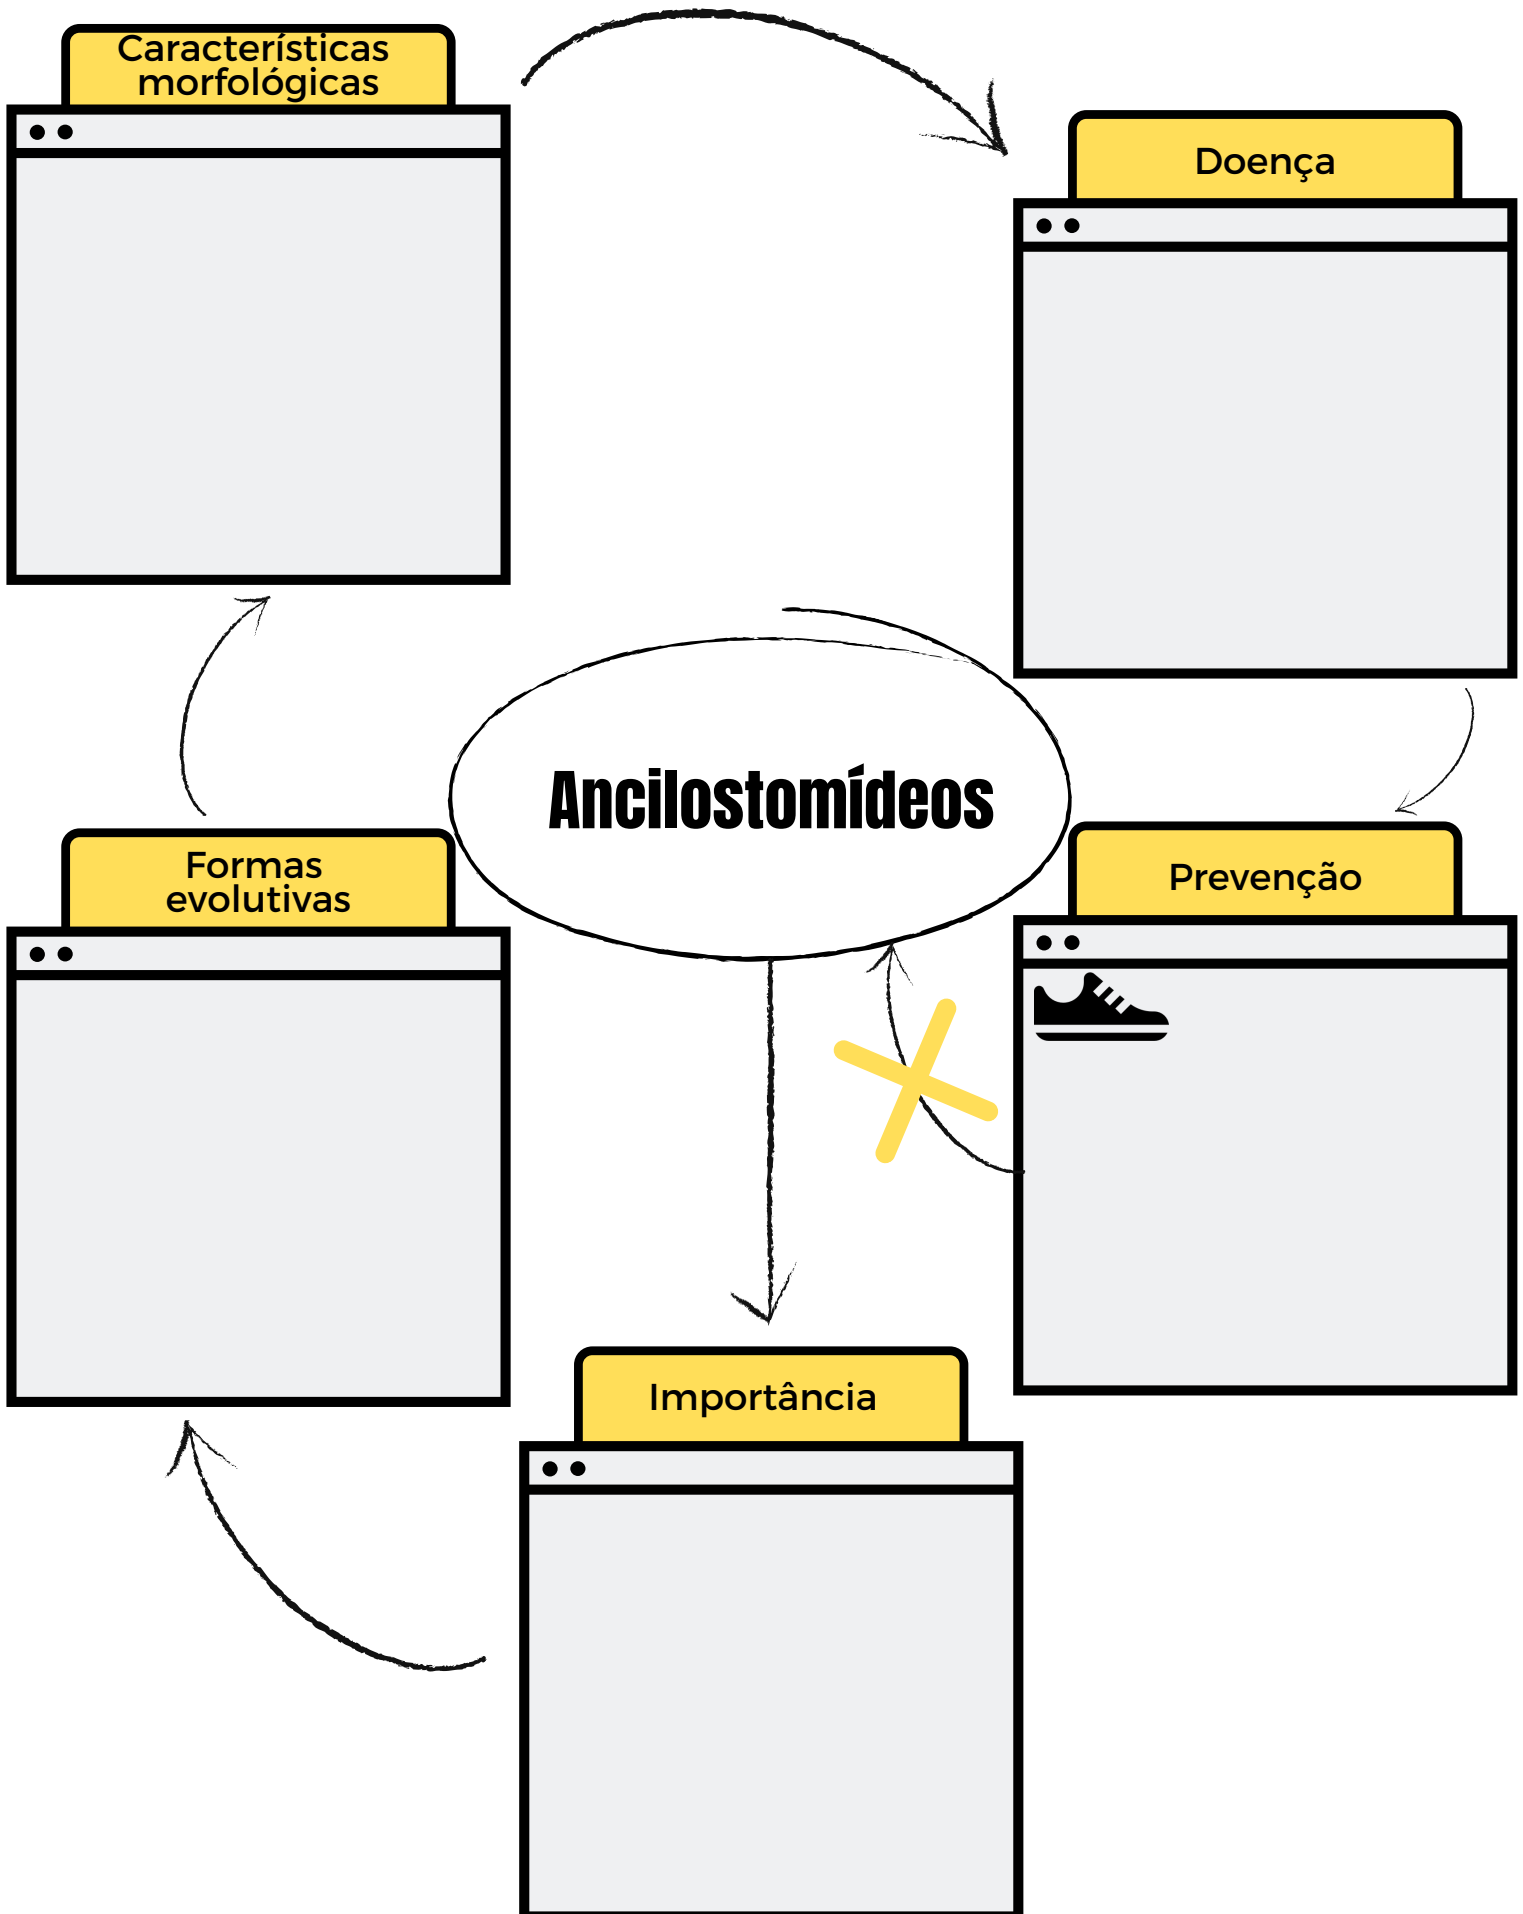 Características
morfológicas
Doença
Ancilostomídeos
Formas
evolutivas
Prevenção
Importância